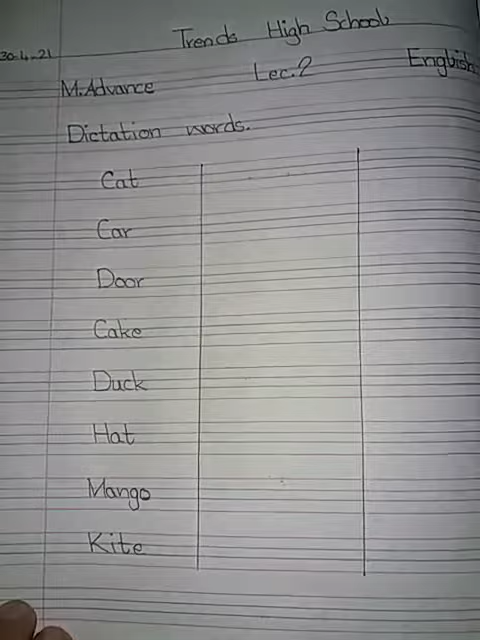 Trends High School
30-4-21
M.Advance Lec.2 English
Dictation words.
Cat
Car
Door
Cake
Duck
Hat
Mango
Kite